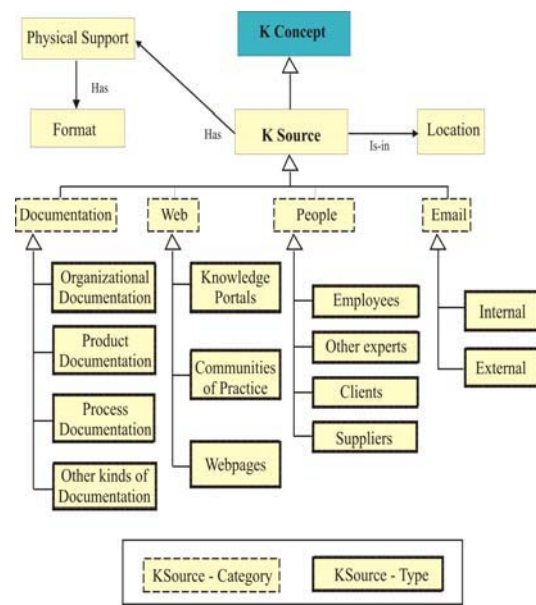 Physical Support
K Concept
Has
Format
Has
K Source
Is-in
Location
Documentation
Web
People
Email
Organizational
Documentation
Product
Documentation
Process
Documentation
Other kinds of
Documentation
Knowledge
Portals
Communities
of Practice
Webpages
Employees
Other experts
Clients
Suppliers
Internal
External
KSource - Category
KSource - Type